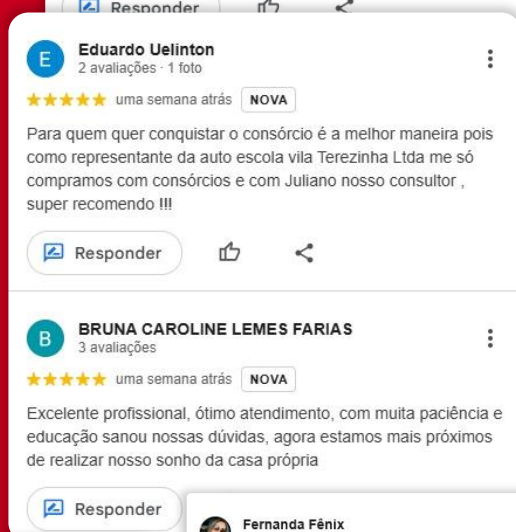 Responder
E
Eduardo Uelinton
2 avaliações · 1 foto
uma semana atrás NOVA
Para quem quer conquistar o consórcio é a melhor maneira pois
como representante da auto escola vila Terezinha Ltda me só
compramos com consórcios e com Juliano nosso consultor ,
super recomendo !!!
Responder
B
BRUNA CAROLINE LEMES FARIAS
3 avaliações
uma semana atrás NOVA
Excelente profissional, ótimo atendimento, com muita paciência e
educação sanou nossas dúvidas, agora estamos mais próximos
de realizar nosso sonho da casa própria
Responder
Fernanda Fênix